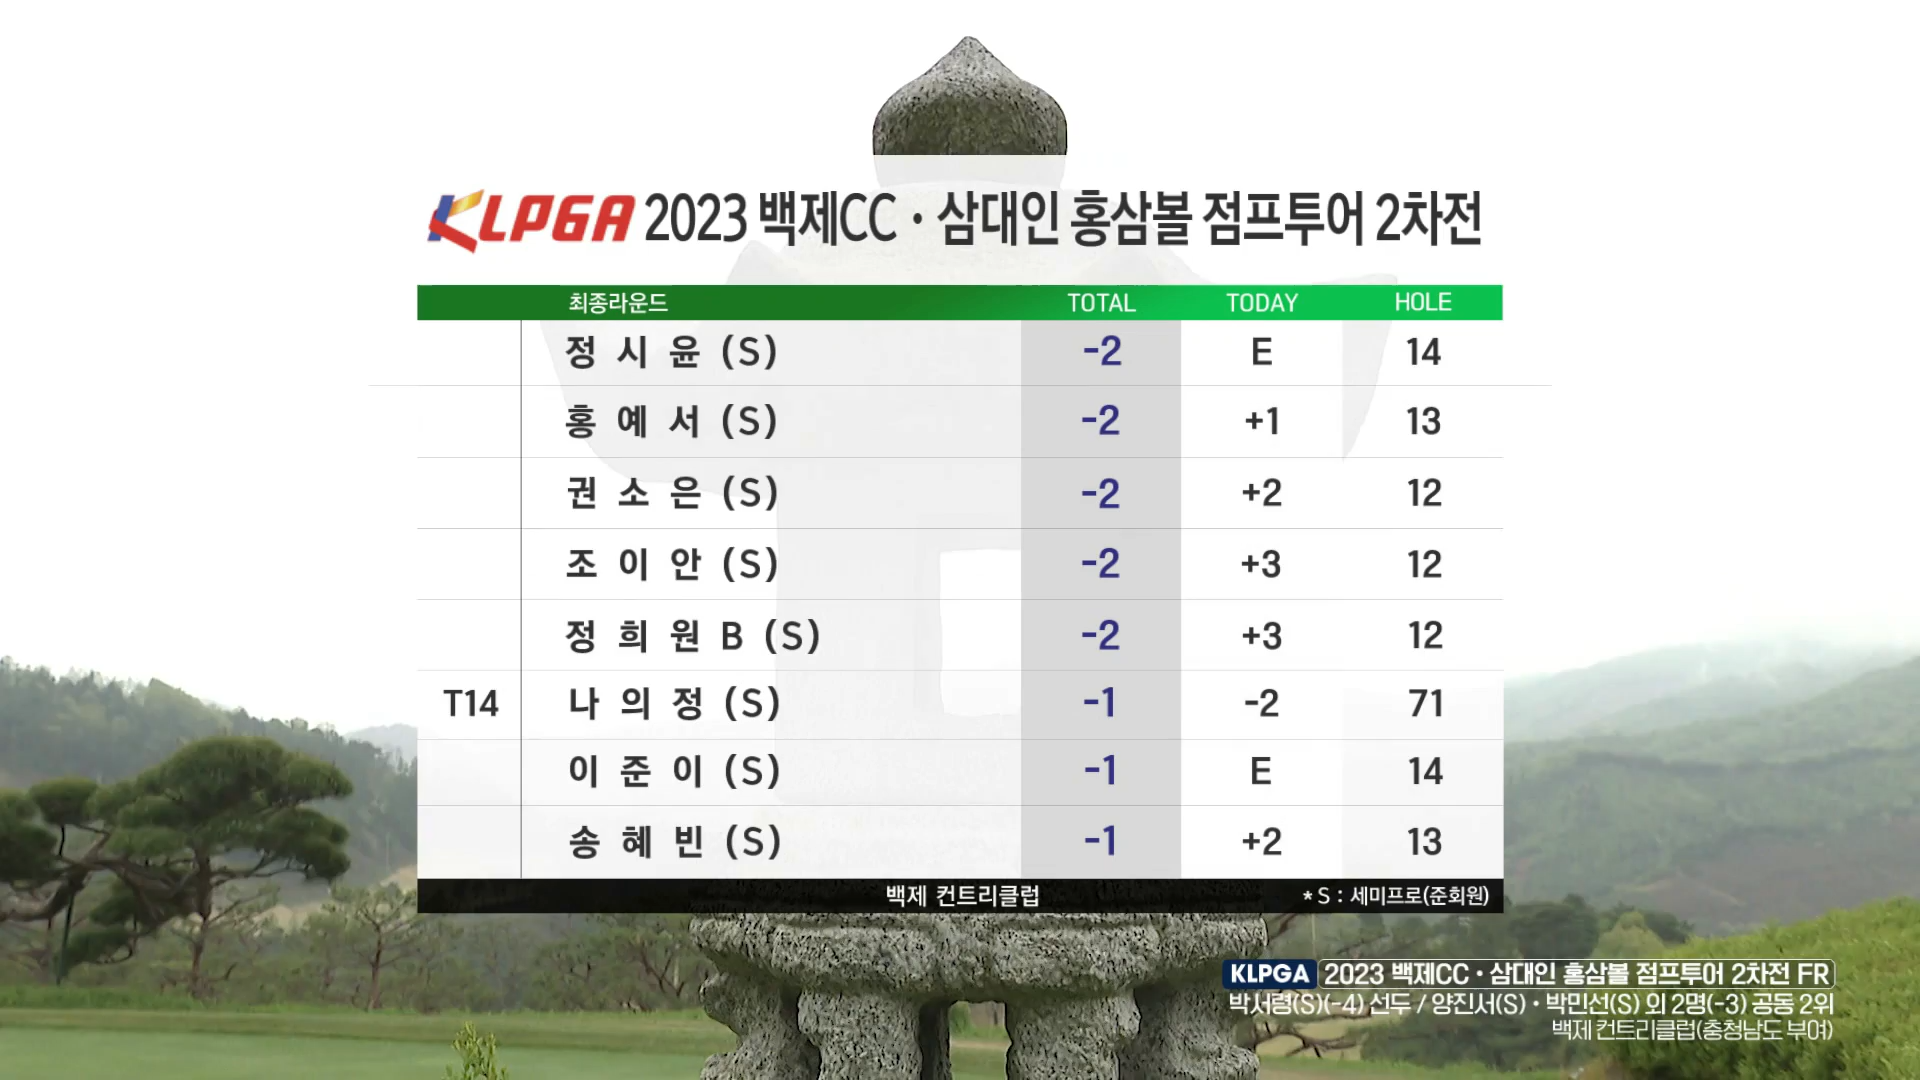 KLPGA 2023 백제CC · 삼대인 홍삼볼 점프투어 2차전
최종라운드 TOTAL TODAY HOLE
정 시 윤 (S) -2 E 14
홍 예 서 (S) -2 +1 13
권 소 은 (S) -2 +2 12
조 이 안 (S) -2 +3 12
정 희 원 B (S) -2 +3 12
T14 나 의 정 (S) -1 -2 71
이 준 이 (S) -1 E 14
송 혜 빈 (S) -1 +2 13
백제 컨트리클럽 * S : 세미프로(준회원)
KLPGA 2023 백제CC · 삼대인 홍삼볼 점프투어 2차전 FR
박서령(S)(-4) 선두 / 양진서(S) · 박민선(S) 외 2명(-3) 공동 2위
백제 컨트리클럽(충청남도 부여)